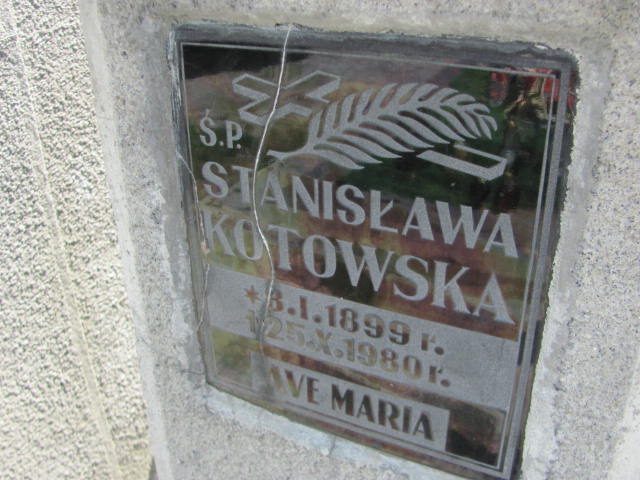 Ś.P.
STANISŁAWA
KOTOWSKA
* 8.I.1899 r.
† 25.X.1980 r.
AVE MARIA